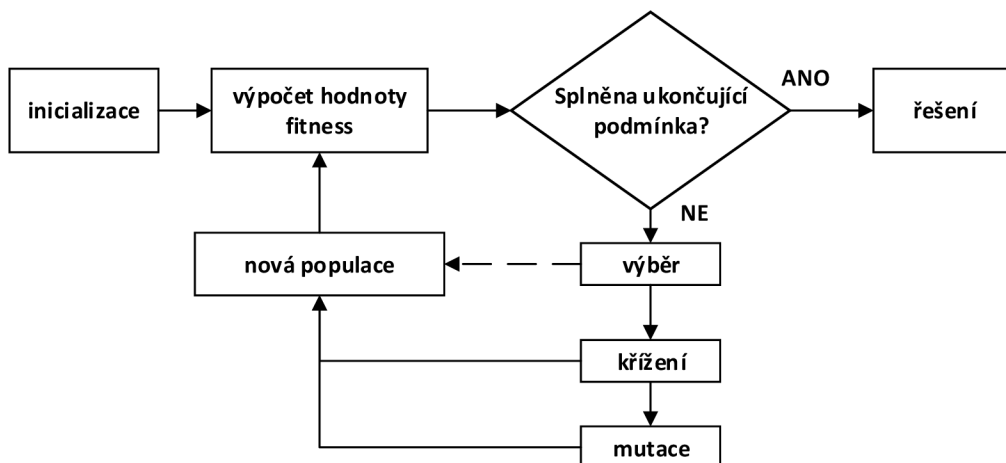 inicializace
výpočet hodnoty
fitness
Splněna ukončující
podmínka?
ANO
řešení
NE
nová populace
výběr
křížení
mutace